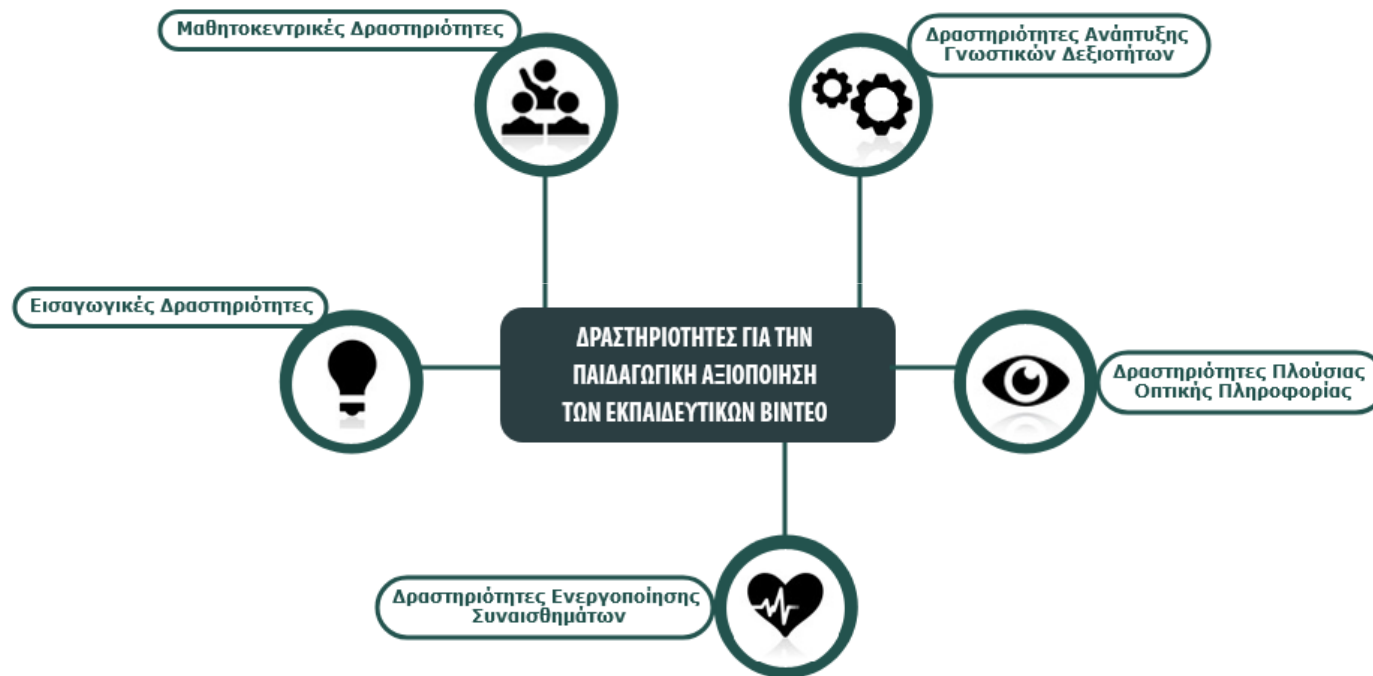 Μαθητοκεντρικές Δραστηριότητες
Δραστηριότητες Ανάπτυξης
Γνωστικών Δεξιοτήτων
Εισαγωγικές Δραστηριότητες
ΔΡΑΣΤΗΡΙΟΤΗΤΕΣ ΓΙΑ ΤΗΝ
ΠΑΙΔΑΓΩΓΙΚΗ ΑΞΙΟΠΟΙΗΣΗ
ΤΩΝ ΕΚΠΑΙΔΕΥΤΙΚΩΝ ΒΙΝΤΕΟ
Δραστηριότητες Πλούσιας
Οπτικής Πληροφορίας
Δραστηριότητες Ενεργοποίησης
Συναισθημάτων